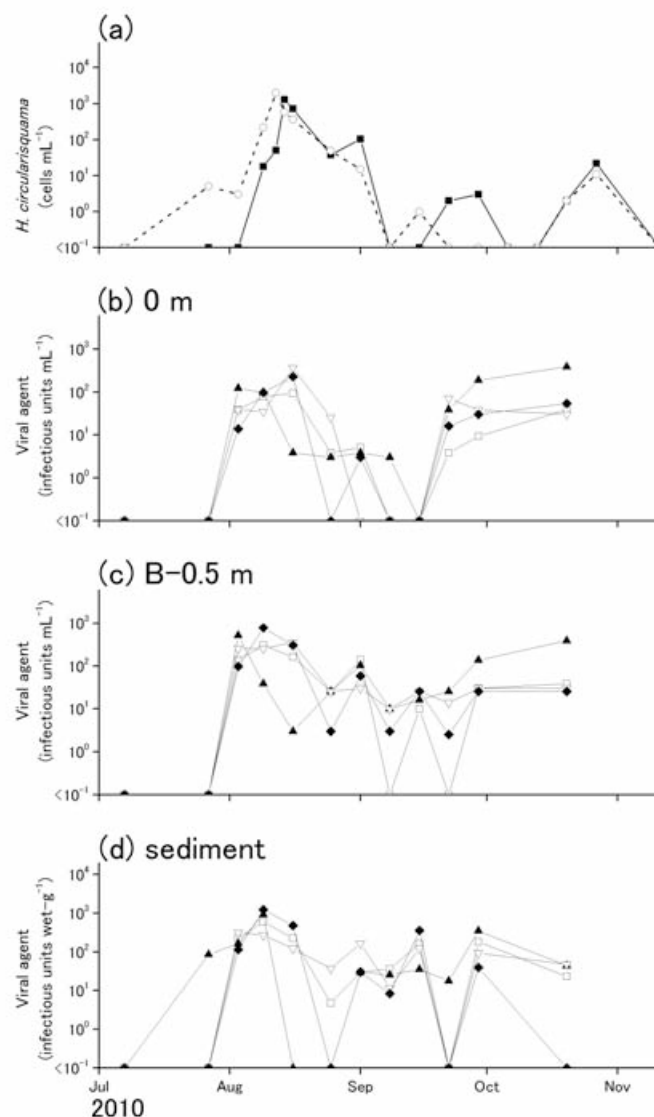 (a)
H. circularisquama
(cells mL⁻¹)
10⁴
10³
10²
10¹
10⁰
<10⁻¹
(b) 0 m
Viral agent
(infectious units mL⁻¹)
10³
10²
10¹
10⁰
<10⁻¹
(c) B-0.5 m
Viral agent
(infectious units mL⁻¹)
10³
10²
10¹
10⁰
<10⁻¹
(d) sediment
Viral agent
(infectious units wet-g⁻¹)
10⁴
10³
10²
10¹
10⁰
<10⁻¹
Jul Aug Sep Oct Nov
2010